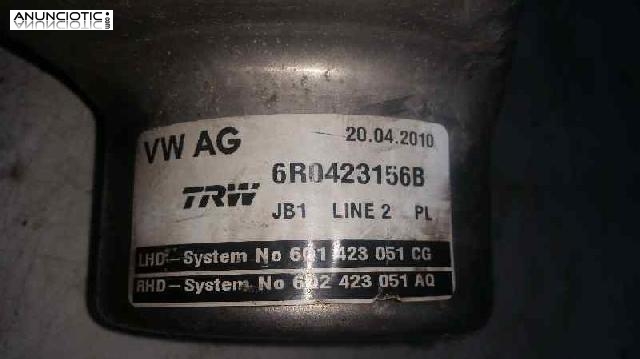 ANUNCIOTIC.com
VW AG 20.04.2010
TRW 6R0423156B
JB1 LINE 2 PL
LHD-System No 6Q1 423 051 CG
RHD-System No 6Q2 423 051 AQ